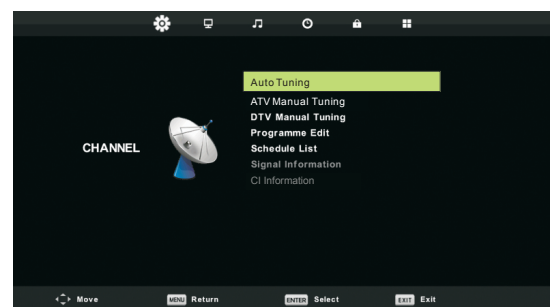 Auto Tuning
ATV Manual Tuning
DTV Manual Tuning
Programme Edit
CHANNEL
Schedule List
Signal Information
CI Information
Move MENU Return ENTER Select EXIT Exit